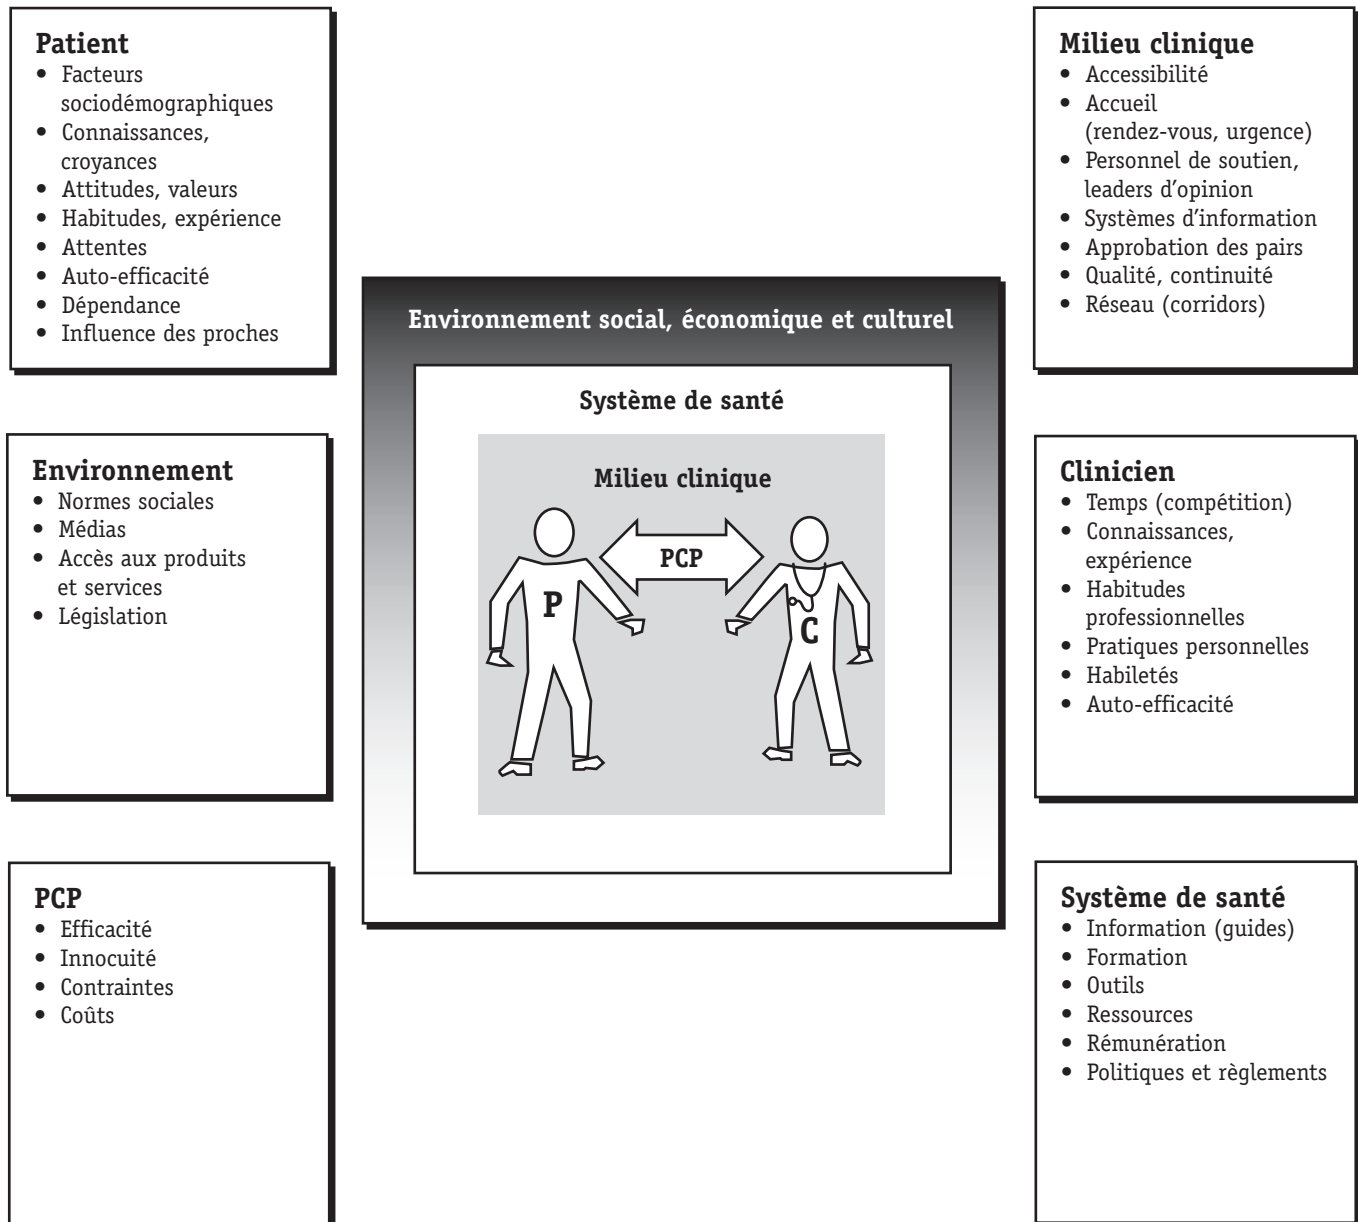 Patient
• Facteurs
sociodémographiques
• Connaissances,
croyances
• Attitudes, valeurs
• Habitudes, expérience
• Attentes
• Auto-efficacité
• Dépendance
• Influence des proches
Environnement
• Normes sociales
• Médias
• Accès aux produits
et services
• Législation
PCP
• Efficacité
• Innocuité
• Contraintes
• Coûts
Environnement social, économique et culturel
Système de santé
Milieu clinique
PCP
P
C
Milieu clinique
• Accessibilité
• Accueil
(rendez-vous, urgence)
• Personnel de soutien,
leaders d'opinion
• Systèmes d'information
• Approbation des pairs
• Qualité, continuité
• Réseau (corridors)
Clinicien
• Temps (compétition)
• Connaissances,
expérience
• Habitudes
professionnelles
• Pratiques personnelles
• Habiletés
• Auto-efficacité
Système de santé
• Information (guides)
• Formation
• Outils
• Ressources
• Rémunération
• Politiques et règlements